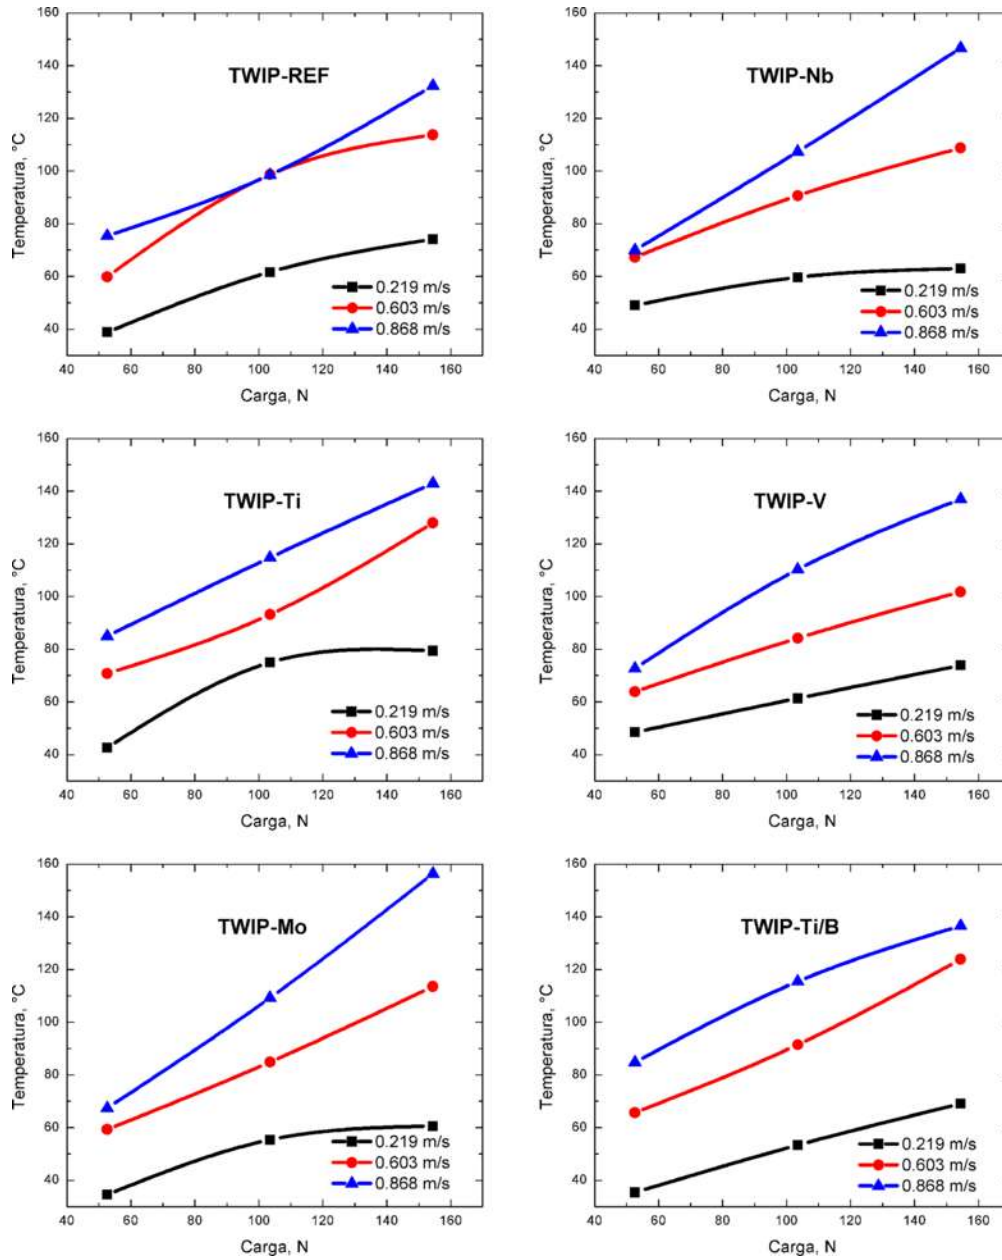 160
140
120
100
80
60
40
Temperatura, °C
TWIP-REF
0.219 m/s
0.603 m/s
0.868 m/s
40 60 80 100 120 140 160
Carga, N
160
140
120
100
80
60
40
Temperatura, °C
TWIP-Nb
0.219 m/s
0.603 m/s
0.868 m/s
40 60 80 100 120 140 160
Carga, N
160
140
120
100
80
60
40
Temperatura, °C
TWIP-Ti
0.219 m/s
0.603 m/s
0.868 m/s
40 60 80 100 120 140 160
Carga, N
160
140
120
100
80
60
40
Temperatura, °C
TWIP-V
0.219 m/s
0.603 m/s
0.868 m/s
40 60 80 100 120 140 160
Carga, N
160
140
120
100
80
60
40
Temperatura, °C
TWIP-Mo
0.219 m/s
0.603 m/s
0.868 m/s
40 60 80 100 120 140 160
Carga, N
160
140
120
100
80
60
40
Temperatura, °C
TWIP-Ti/B
0.219 m/s
0.603 m/s
0.868 m/s
40 60 80 100 120 140 160
Carga, N